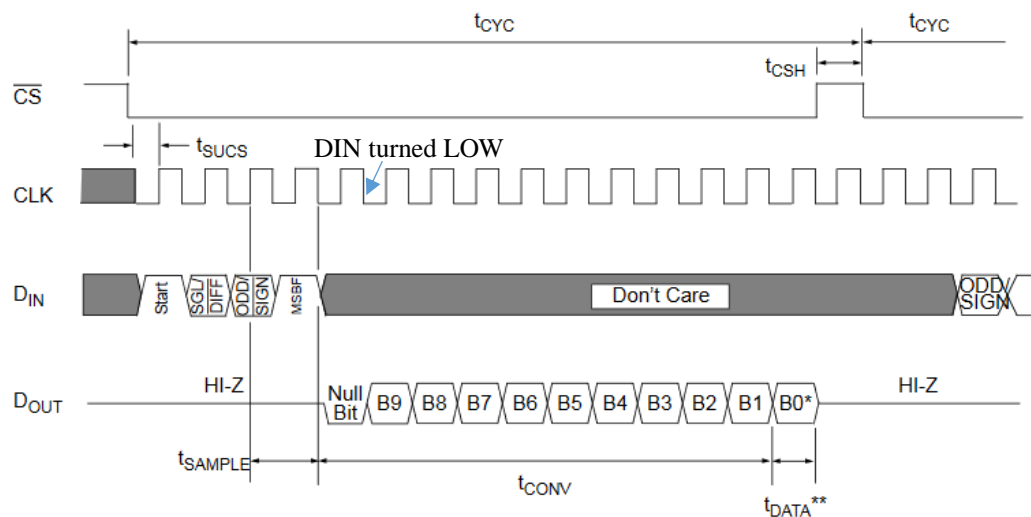 tCYC tCYC
tCSH
CS
tSUCS
DIN turned LOW
CLK
DIN
Start
SGL/
DIFF
ODD/
SIGN
MSBF
Don't Care
ODD/
SIGN
DOUT
HI-Z
Null
Bit
B9 B8 B7 B6 B5 B4 B3 B2 B1 B0*
HI-Z
tSAMPLE
tCONV
tDATA**